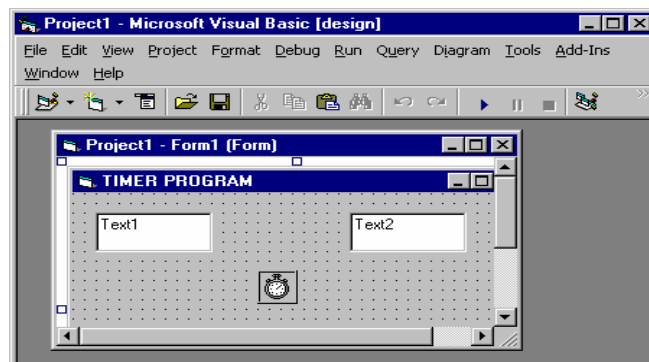 Project1 - Microsoft Visual Basic [design]
File Edit View Project Format Debug Run Query Diagram Tools Add-Ins
Window Help
Project1 - Form1 (Form)
TIMER PROGRAM
Text1 Text2